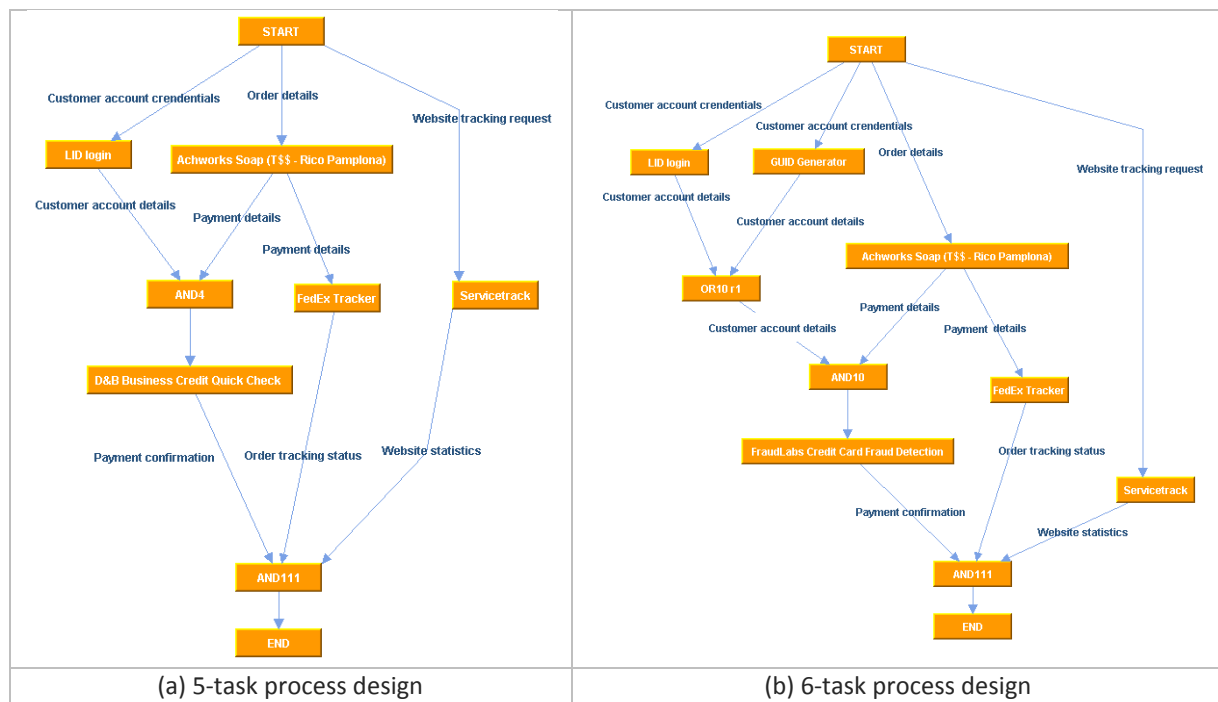 START
Customer account crendentials
Order details
Website tracking request
LID login
Achworks Soap (T$$ - Rico Pamplona)
Customer account details
Payment details
Payment details
AND4
FedEx Tracker
Servicetrack
D&B Business Credit Quick Check
Payment confirmation
Order tracking status
Website statistics
AND111
END
(a) 5-task process design
START
Customer account crendentials
Customer account crendentials
Order details
LID login
GUID Generator
Website tracking request
Customer account details
Customer account details
Achworks Soap (T$$ - Rico Pamplona)
OR10 r1
Payment details
Customer account details
Payment details
AND10
FedEx Tracker
FraudLabs Credit Card Fraud Detection
Order tracking status
Servicetrack
Payment confirmation
Website statistics
AND111
END
(b) 6-task process design